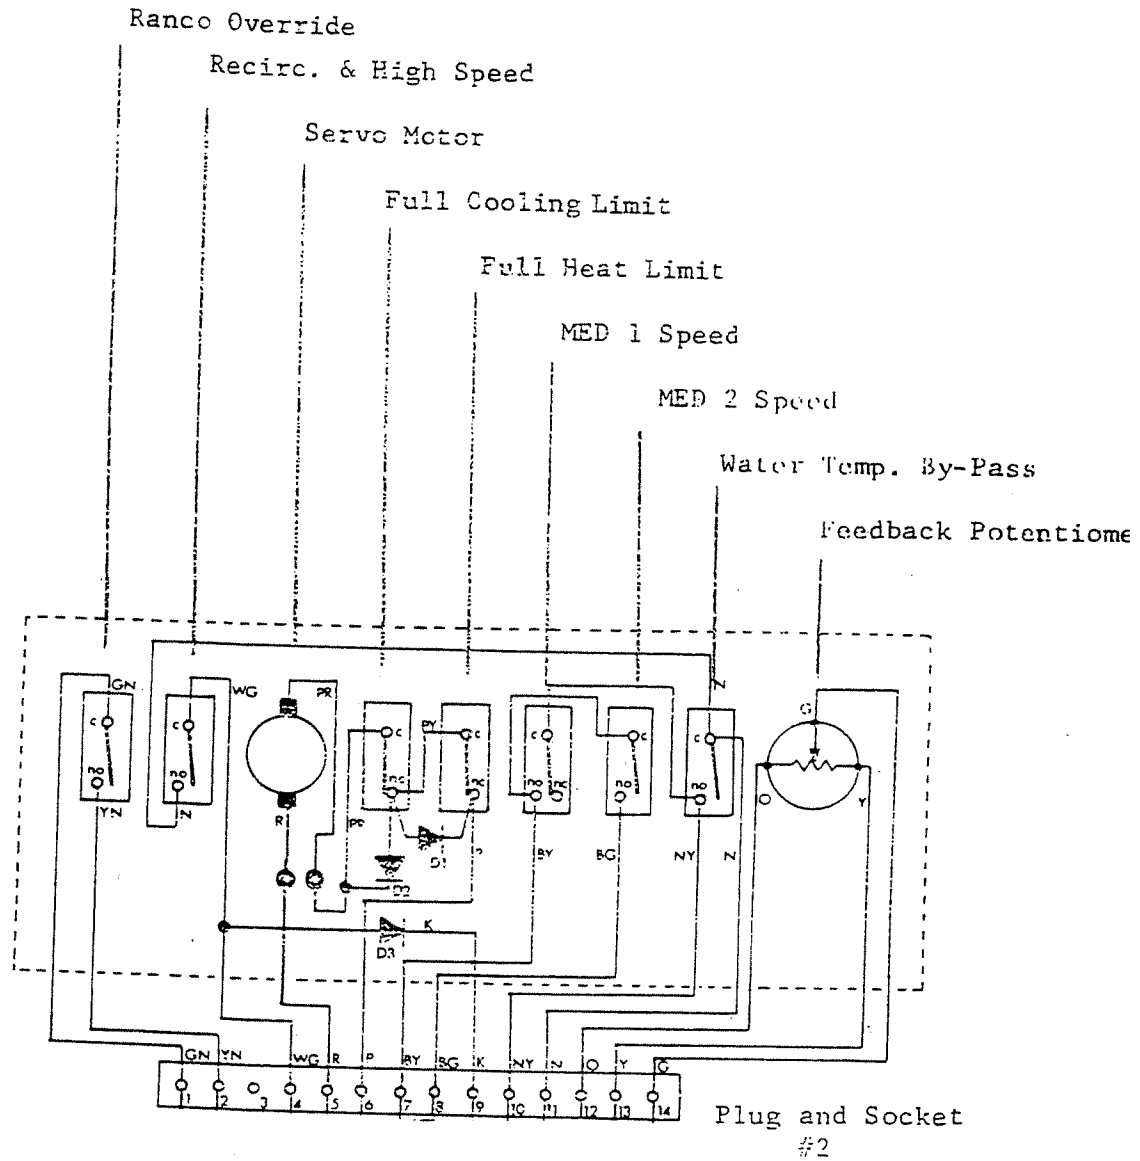 Ranco Override
Recirc. & High Speed
Servo Motor
Full Cooling Limit
Full Heat Limit
MED 1 Speed
MED 2 Speed
Water Temp. By-Pass
Feedback Potentiome
GN
WG
PR
BY
N
G
C
C
C
C
C
C
C
YN
N
R
O
Y
D1
BY
BG
NY
N
D2
K
D3
GN YN WG R P BY BG K NY N O Y G
1 2 3 4 5 6 7 8 9 10 11 12 13 14
Plug and Socket
#2